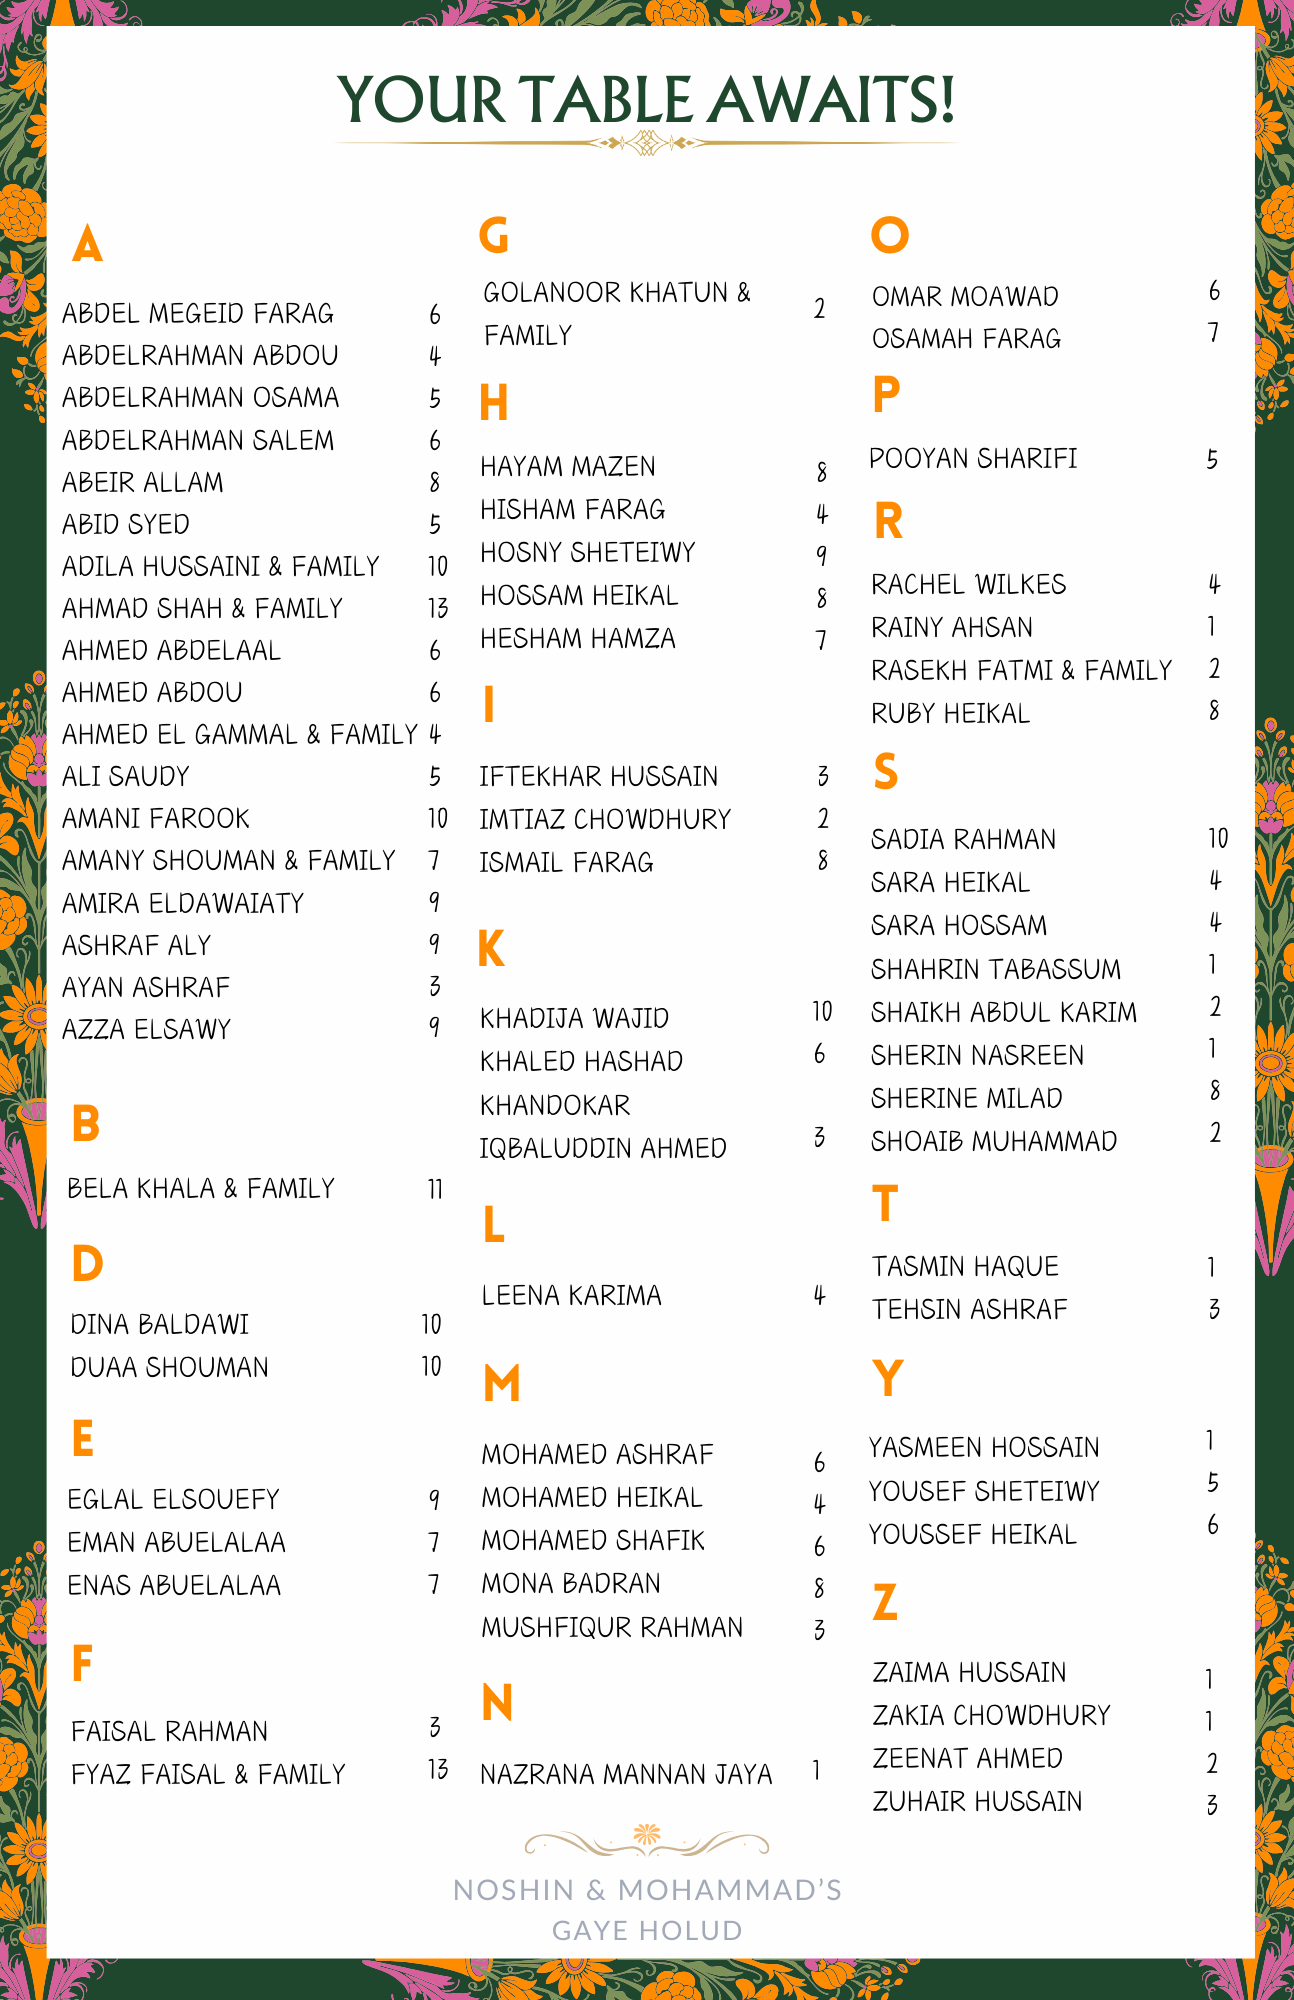 YOUR TABLE AWAITS!
A
ABDEL MEGEID FARAG 6
ABDELRAHMAN ABDOU 4
ABDELRAHMAN OSAMA 5
ABDELRAHMAN SALEM 6
ABEIR ALLAM 8
ABID SYED 5
ADILA HUSSAINI & FAMILY 10
AHMAD SHAH & FAMILY 13
AHMED ABDELAAL 6
AHMED ABDOU 6
AHMED EL GAMMAL & FAMILY 4
ALI SAUDY 5
AMANI FAROOK 10
AMANY SHOUMAN & FAMILY 7
AMIRA ELDAWAIATY 9
ASHRAF ALY 9
AYAN ASHRAF 3
AZZA ELSAWY 9
B
BELA KHALA & FAMILY 11
D
DINA BALDAWI 10
DUAA SHOUMAN 10
E
EGLAL ELSOUEFY 9
EMAN ABUELALAA 7
ENAS ABUELALAA 7
F
FAISAL RAHMAN 3
FYAZ FAISAL & FAMILY 13
G
GOLANOOR KHATUN & 2
FAMILY
H
HAYAM MAZEN 8
HISHAM FARAG 4
HOSNY SHETEIWY 9
HOSSAM HEIKAL 8
HESHAM HAMZA 7
I
IFTEKHAR HUSSAIN 3
IMTIAZ CHOWDHURY 2
ISMAIL FARAG 8
K
KHADIJA WAJID 10
KHALED HASHAD 6
KHANDOKAR
IQBALUDDIN AHMED 3
L
LEENA KARIMA 4
M
MOHAMED ASHRAF 6
MOHAMED HEIKAL 4
MOHAMED SHAFIK 6
MONA BADRAN 8
MUSHFIQUR RAHMAN 3
N
NAZRANA MANNAN JAYA 1
O
OMAR MOAWAD 6
OSAMAH FARAG 7
P
POOYAN SHARIFI 5
R
RACHEL WILKES 4
RAINY AHSAN 1
RASEKH FATMI & FAMILY 2
RUBY HEIKAL 8
S
SADIA RAHMAN 10
SARA HEIKAL 4
SARA HOSSAM 4
SHAHRIN TABASSUM 1
SHAIKH ABDUL KARIM 2
SHERIN NASREEN 1
SHERINE MILAD 8
SHOAIB MUHAMMAD 2
T
TASMIN HAQUE 1
TEHSIN ASHRAF 3
Y
YASMEEN HOSSAIN 1
YOUSEF SHETEIWY 5
YOUSSEF HEIKAL 6
Z
ZAIMA HUSSAIN 1
ZAKIA CHOWDHURY 1
ZEENAT AHMED 2
ZUHAIR HUSSAIN 3
NOSHIN & MOHAMMAD'S
GAYE HOLUD